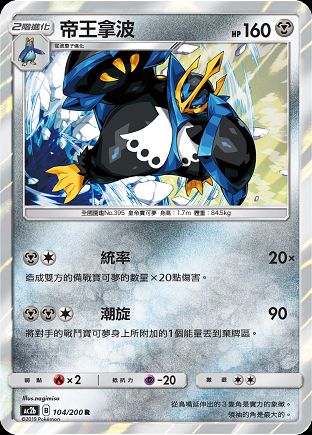 2階進化
帝王拿波
HP 160
從波皇子進化
全國圖鑑No.395 皇帝寶可夢 身高:1.7m 體重:84.5kg
統率 20×
造成雙方的備戰寶可夢的數量×20點傷害。
潮旋 90
將對手的戰鬥寶可夢身上所附加的1個能量丟到棄牌區。
弱點 ×2 抵抗力 -20 撤退
Illus.nagimiso
AC2b B 104/200 R
©2019 Pokémon
從鳥嘴延伸出的3隻角是實力的象徵。
領袖的角是最大的。